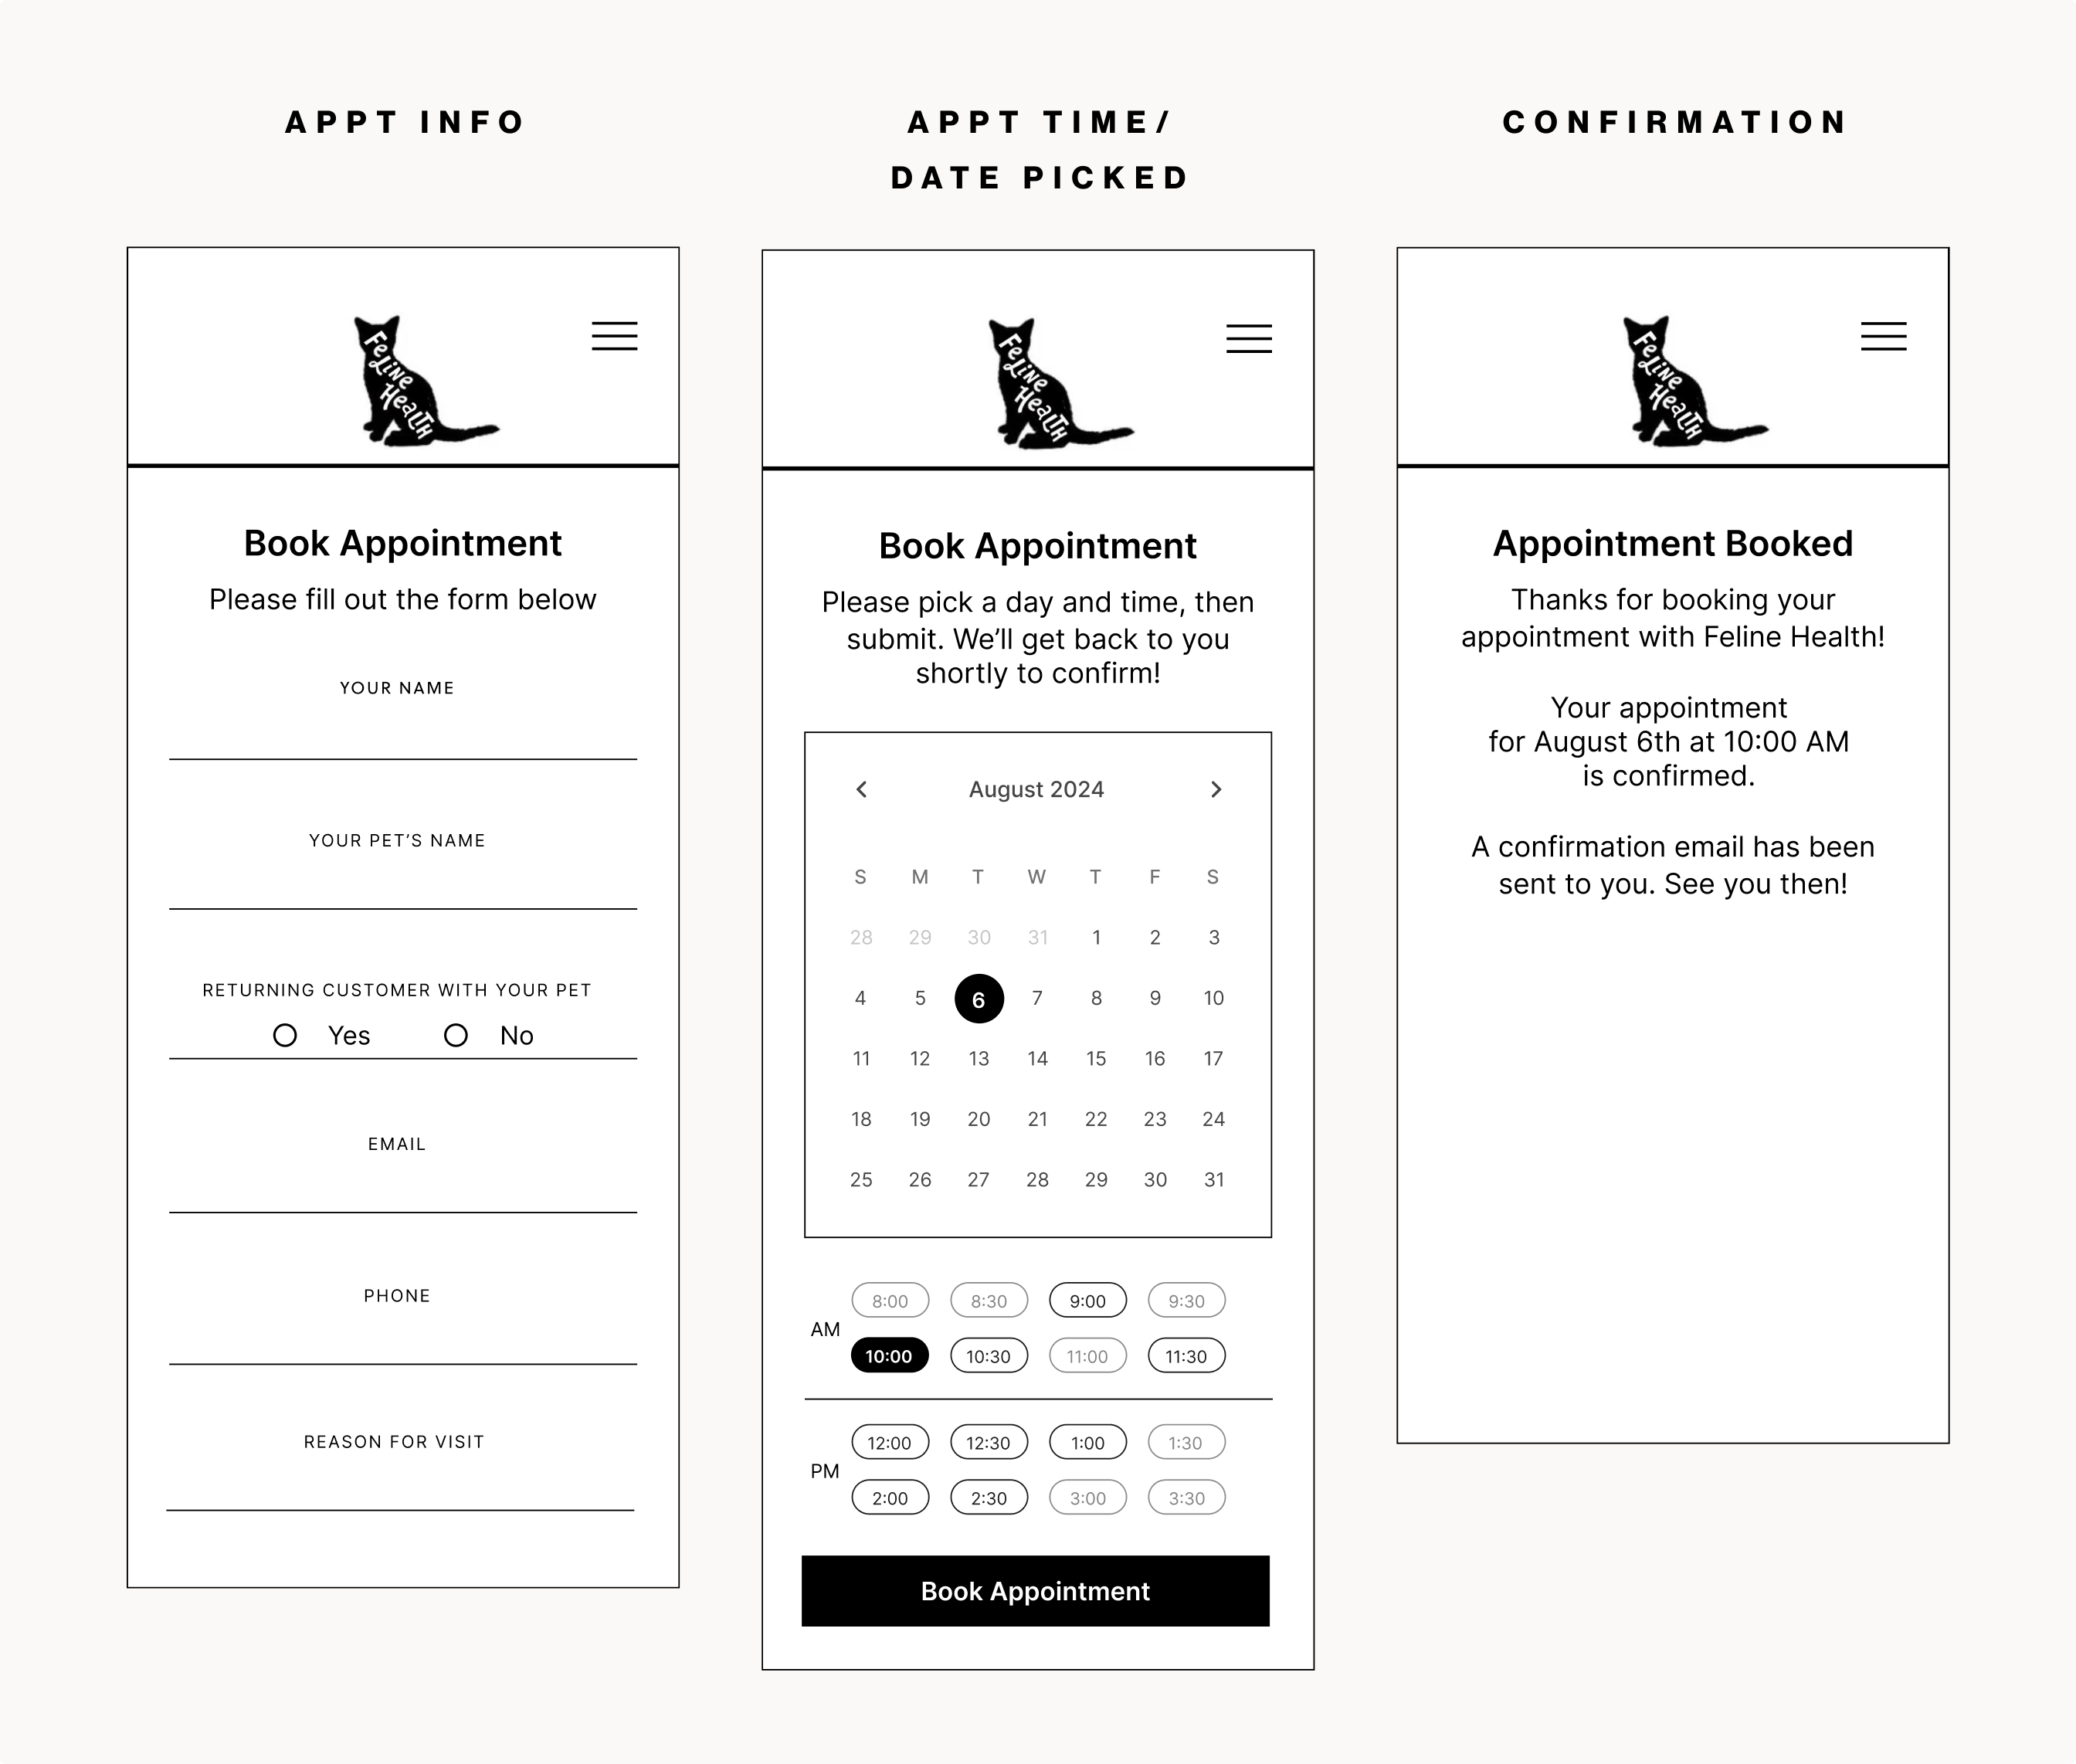 APPT INFO
FeLiNe
HeaLTH
Book Appointment
Please fill out the form below
YOUR NAME
YOUR PET’S NAME
RETURNING CUSTOMER WITH YOUR PET
Yes No
EMAIL
PHONE
REASON FOR VISIT
APPT TIME/
DATE PICKED
FeLiNe
HeaLTH
Book Appointment
Please pick a day and time, then
submit. We’ll get back to you
shortly to confirm!
August 2024
S M T W T F S
28 29 30 31 1 2 3
4 5 6 7 8 9 10
11 12 13 14 15 16 17
18 19 20 21 22 23 24
25 26 27 28 29 30 31
8:00 8:30 9:00 9:30
AM
10:00 10:30 11:00 11:30
12:00 12:30 1:00 1:30
PM
2:00 2:30 3:00 3:30
Book Appointment
CONFIRMATION
FeLiNe
HeaLTH
Appointment Booked
Thanks for booking your
appointment with Feline Health!
Your appointment
for August 6th at 10:00 AM
is confirmed.
A confirmation email has been
sent to you. See you then!